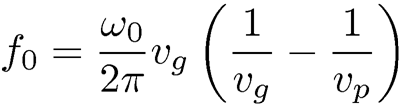 $f_0 = \frac{\omega_0}{2\pi} v_g \left( \frac{1}{v_g} - \frac{1}{v_p} \right)$